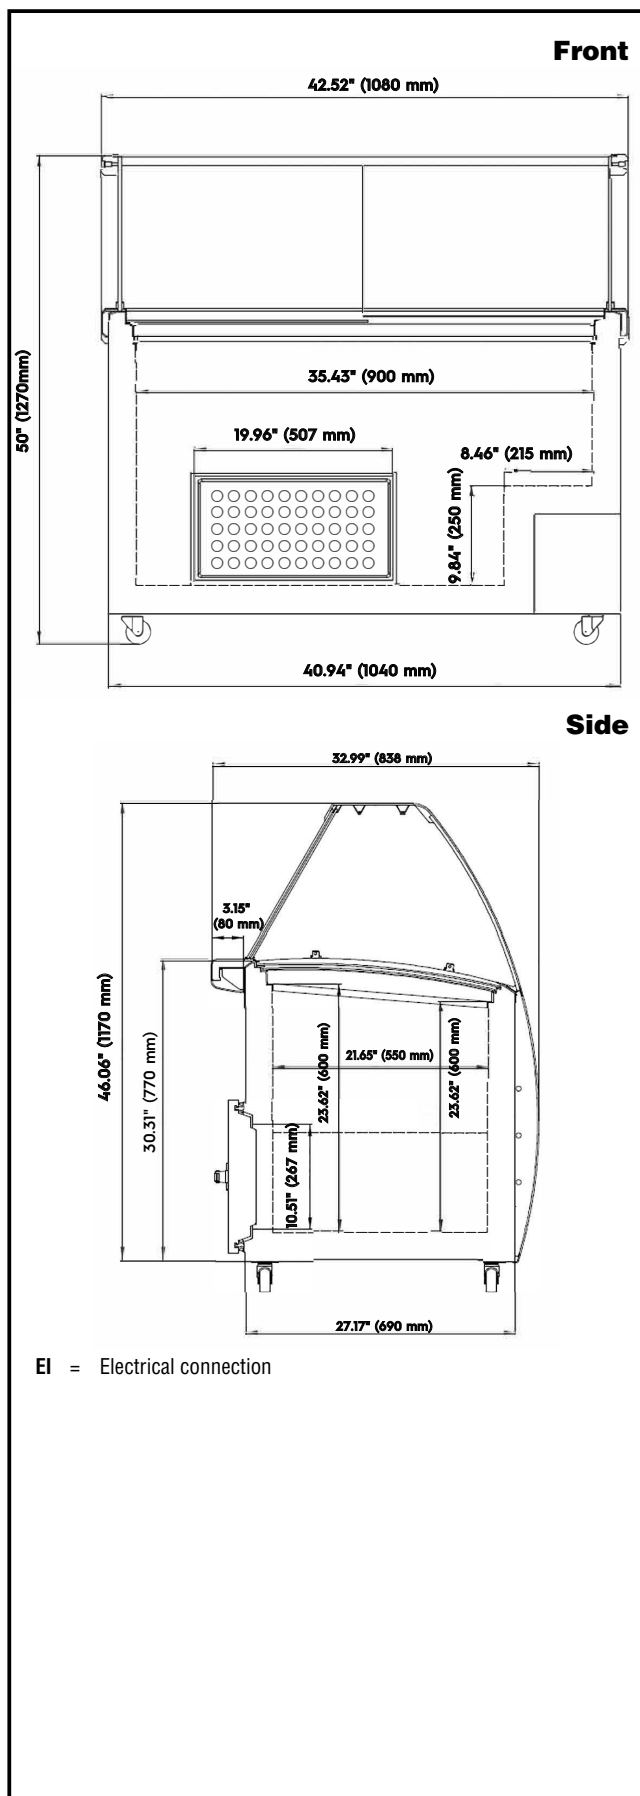 Front
42.52" (1080 mm)
50" (1270mm)
35.43" (900 mm)
19.96" (507 mm)
8.46" (215 mm)
9.84" (250 mm)
40.94" (1040 mm)
Side
32.99" (838 mm)
3.15"
(80 mm)
46.06" (1170 mm)
30.31" (770 mm)
23.62" (600 mm)
21.65" (550 mm)
23.62" (600 mm)
10.51" (267 mm)
27.17" (690 mm)
EI = Electrical connection